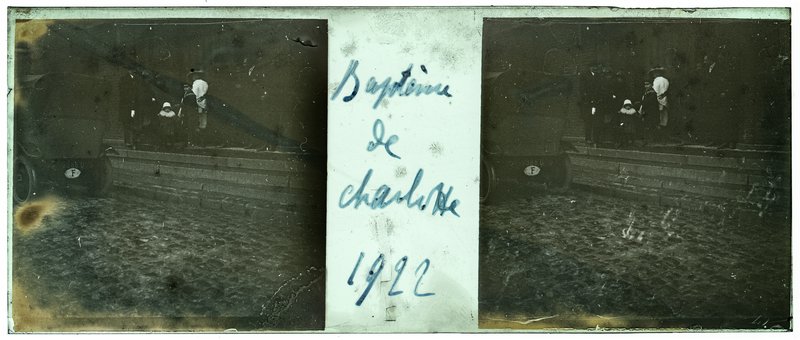 Baptême
de
charlotte
1922
F
F